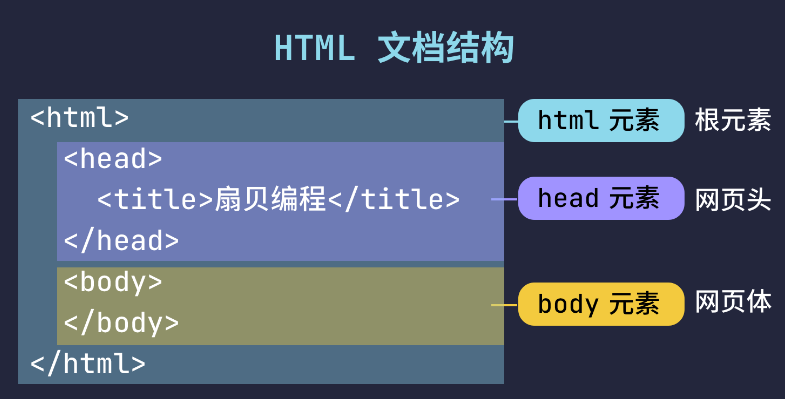 HTML 文档结构
<html>
html 元素 根元素
<head>
<title>扇贝编程</title>
head 元素 网页头
</head>
<body>
body 元素 网页体
</body>
</html>